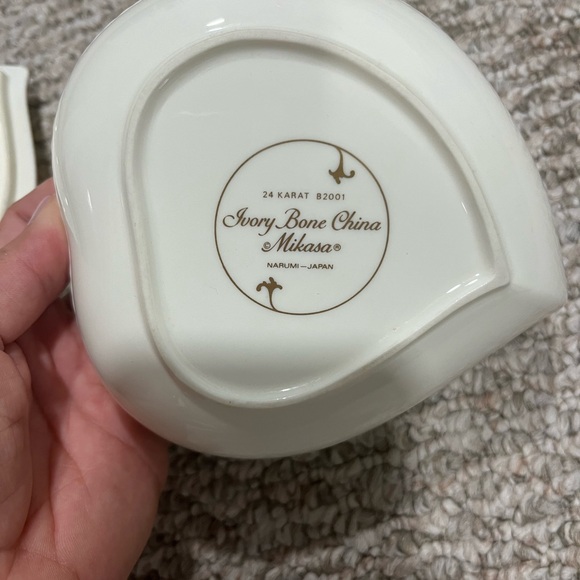 24 KARAT B2001
Ivory Bone China
© Mikasa®
NARUMI—JAPAN